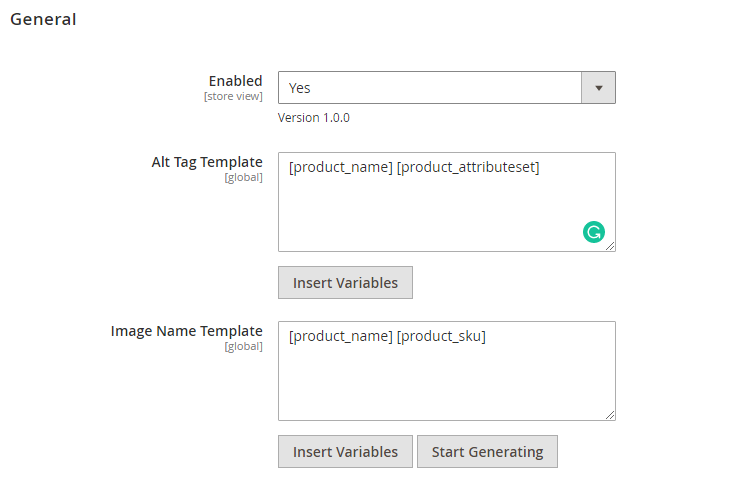 General
Enabled
[store view]
Yes
Version 1.0.0
Alt Tag Template
[global]
[product_name] [product_attributeset]
Insert Variables
Image Name Template
[global]
[product_name] [product_sku]
Insert Variables
Start Generating